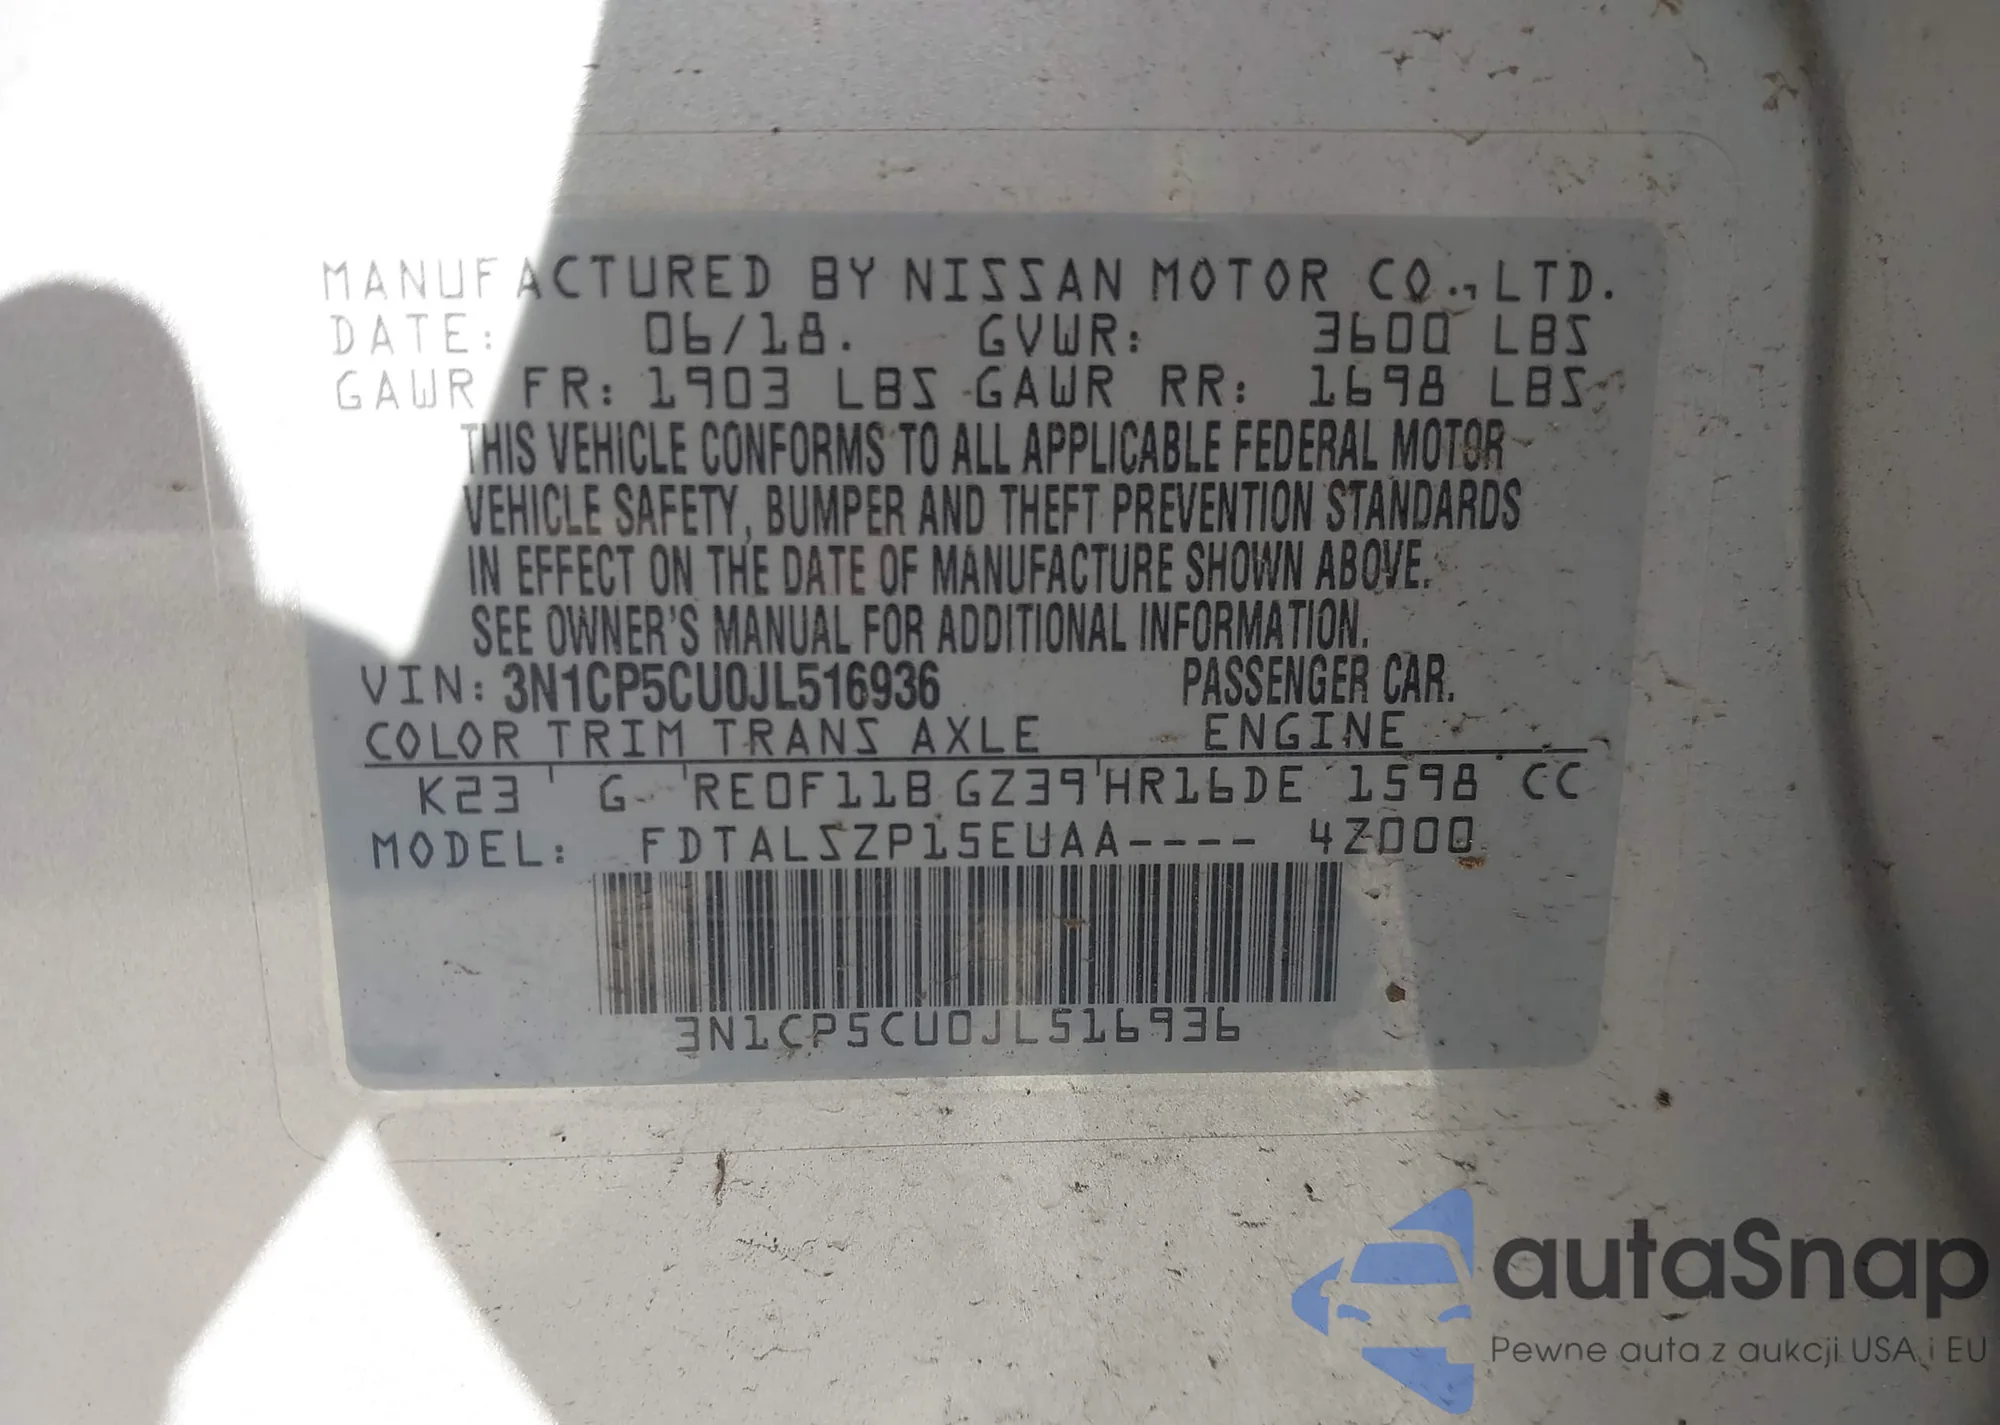 MANUFACTURED BY NISSAN MOTOR CO., LTD.
DATE: 06/18. GVWR: 3600 LBS
GAWR FR: 1903 LBS GAWR RR: 1698 LBS
THIS VEHICLE CONFORMS TO ALL APPLICABLE FEDERAL MOTOR
VEHICLE SAFETY, BUMPER AND THEFT PREVENTION STANDARDS
IN EFFECT ON THE DATE OF MANUFACTURE SHOWN ABOVE.
SEE OWNER'S MANUAL FOR ADDITIONAL INFORMATION.
VIN: 3N1CP5CU0JL516936 PASSENGER CAR.
COLOR TRIM TRANS AXLE ENGINE
K23 ' G ' RE0F11B GZ39 ' HR16DE 1598 CC
MODEL: FDTALSZP15EUAA---- 4Z000
3N1CP5CU0JL516936
autaSnap
Pewne auta z aukcji USA i EU